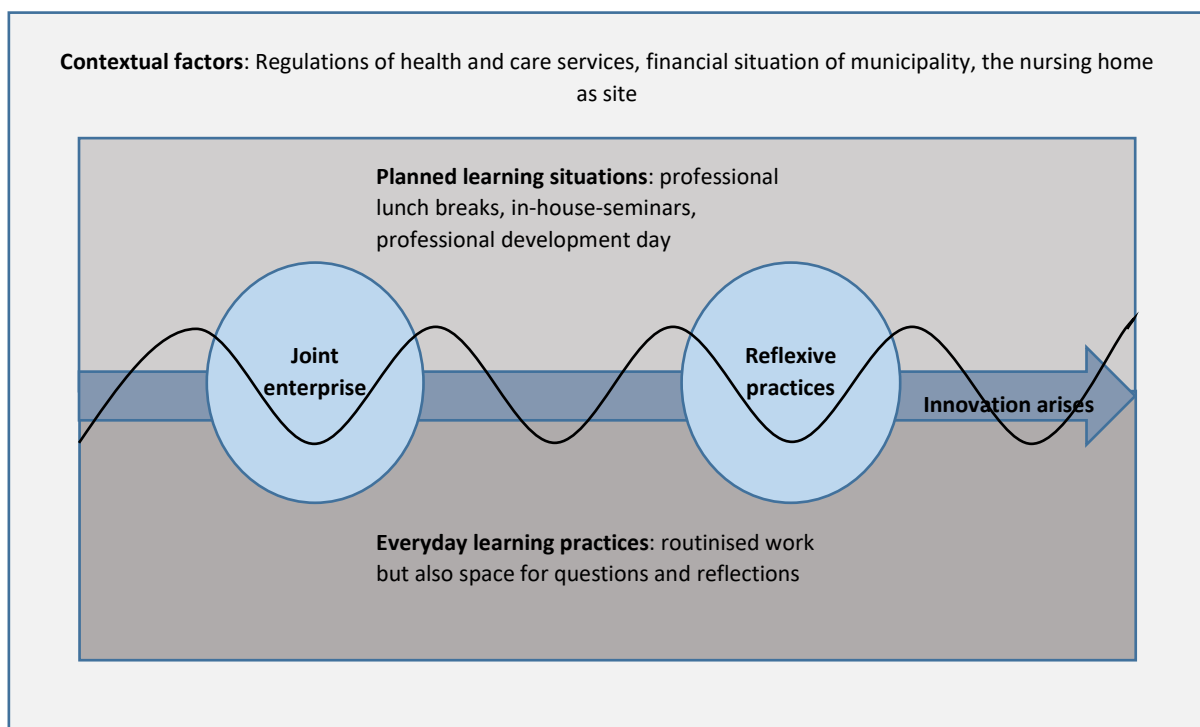 Contextual factors: Regulations of health and care services, financial situation of municipality, the nursing home
as site
Planned learning situations: professional
lunch breaks, in-house-seminars,
professional development day
Joint
enterprise
Reflexive
practices
Innovation arises
Everyday learning practices: routinised work
but also space for questions and reflections